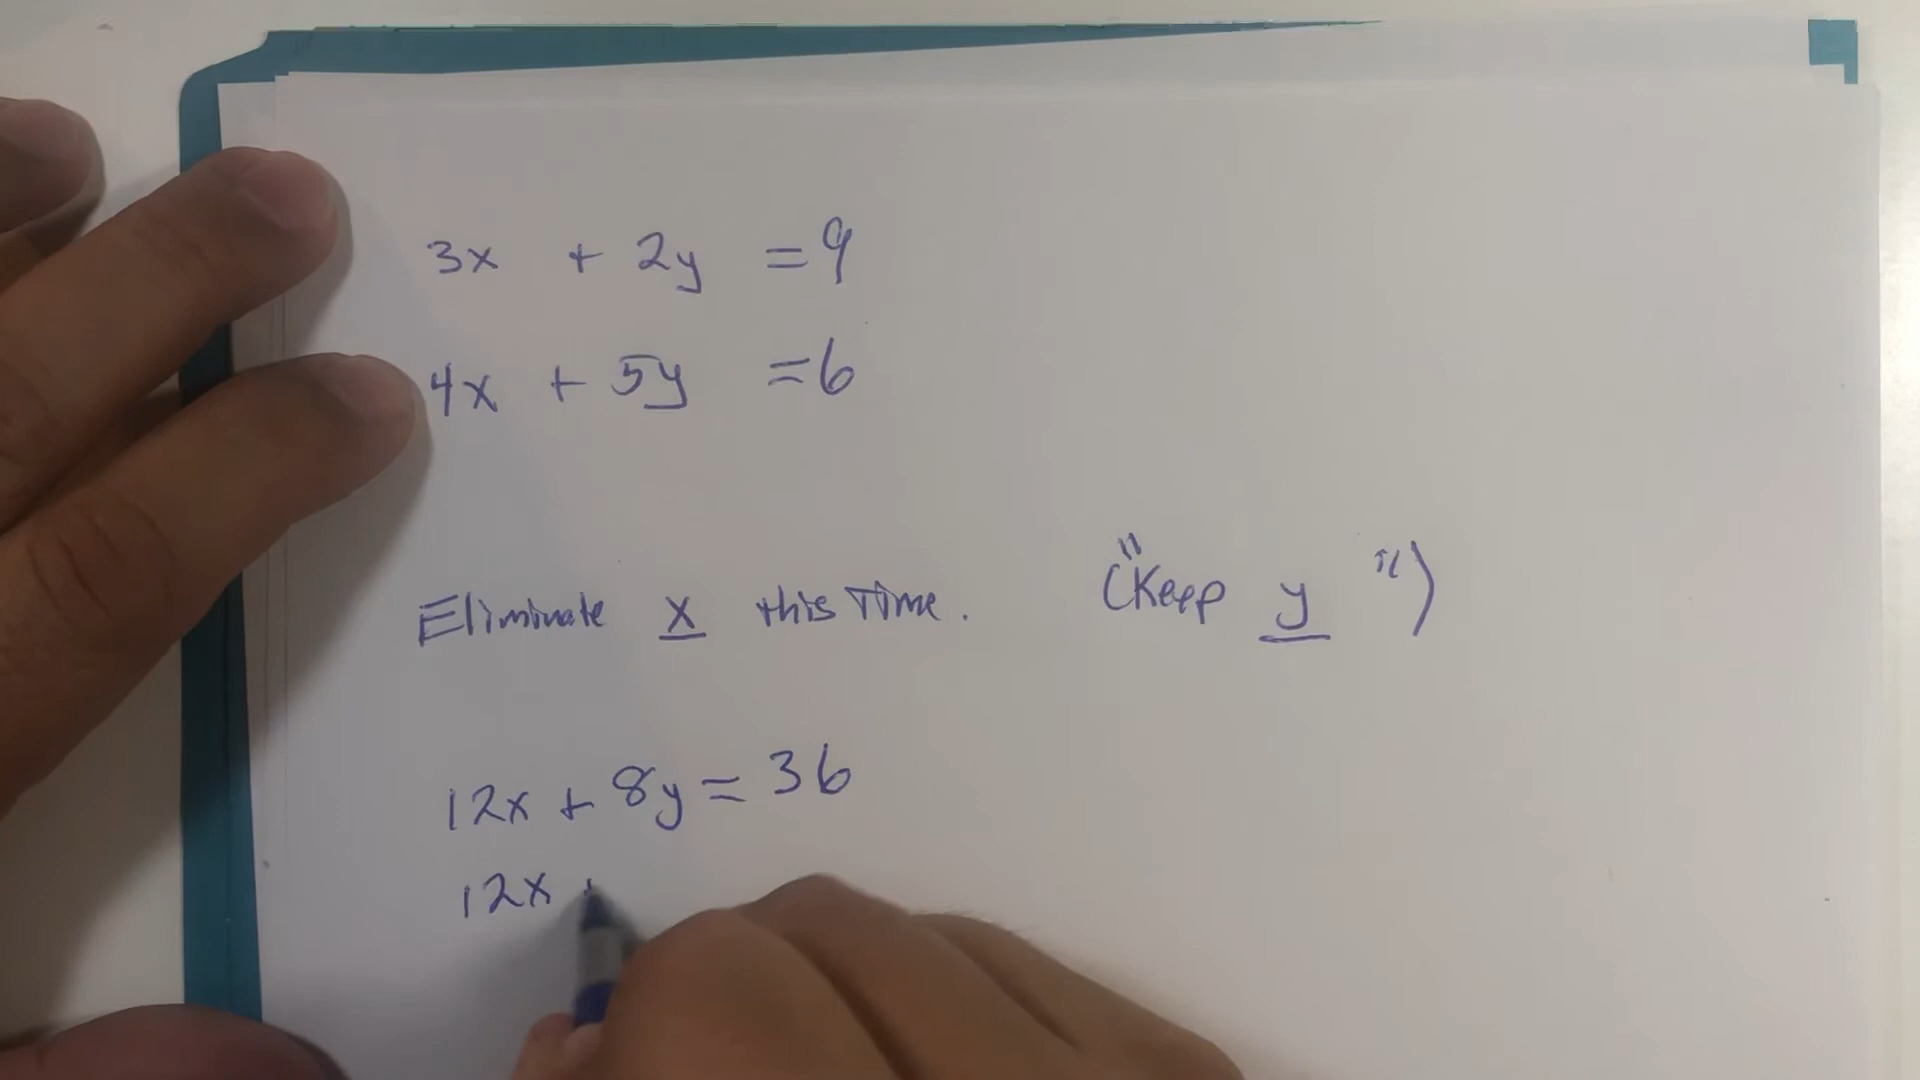 3x + 2y = 9
4x + 5y = 6
Eliminate x this Time. ("Keep y")
12x + 8y = 36
12x +